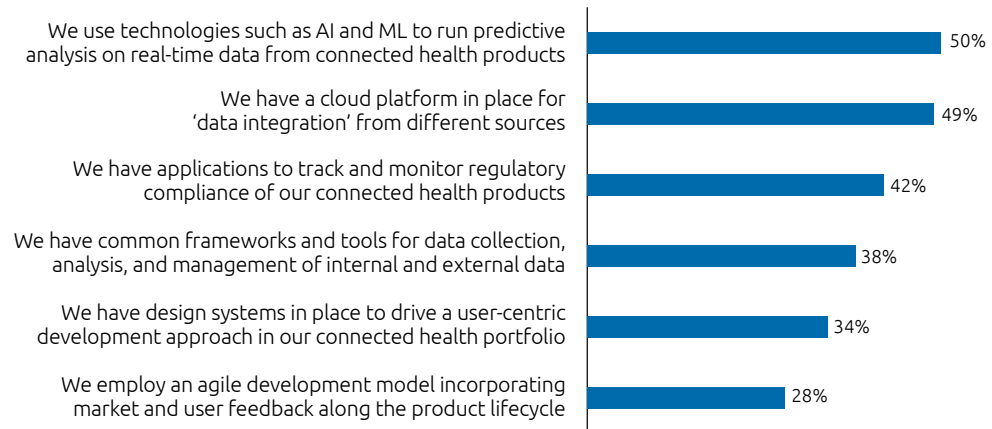 We use technologies such as AI and ML to run predictive
analysis on real-time data from connected health products
50%
We have a cloud platform in place for
‘data integration’ from different sources
49%
We have applications to track and monitor regulatory
compliance of our connected health products
42%
We have common frameworks and tools for data collection,
analysis, and management of internal and external data
38%
We have design systems in place to drive a user-centric
development approach in our connected health portfolio
34%
We employ an agile development model incorporating
market and user feedback along the product lifecycle
28%